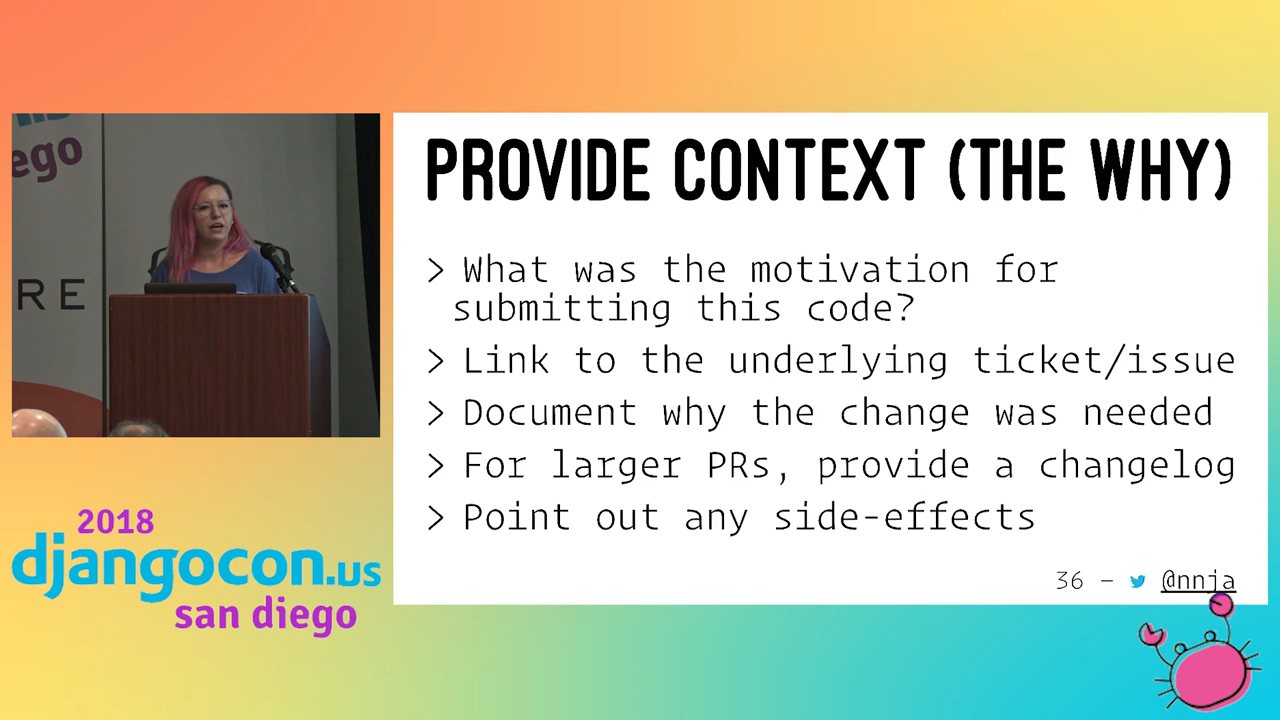 ego
RE
PROVIDE CONTEXT (THE WHY)
> What was the motivation for
submitting this code?
> Link to the underlying ticket/issue
> Document why the change was needed
> For larger PRs, provide a changelog
> Point out any side-effects
36 – @nnja
2018
djangocon.us
san diego